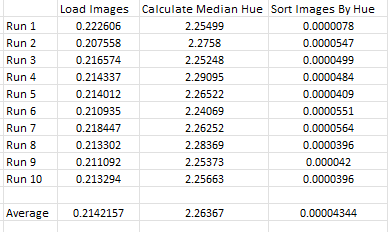 Load Images Calculate Median Hue Sort Images By Hue
Run 1 0.222606 2.25499 0.0000078
Run 2 0.207558 2.2758 0.0000547
Run 3 0.216574 2.25248 0.0000499
Run 4 0.214337 2.29095 0.0000484
Run 5 0.214012 2.26522 0.0000409
Run 6 0.210935 2.24069 0.0000551
Run 7 0.218447 2.26252 0.0000564
Run 8 0.213302 2.28369 0.0000396
Run 9 0.211092 2.25373 0.000042
Run 10 0.213294 2.25663 0.0000396
Average 0.2142157 2.26367 0.00004344